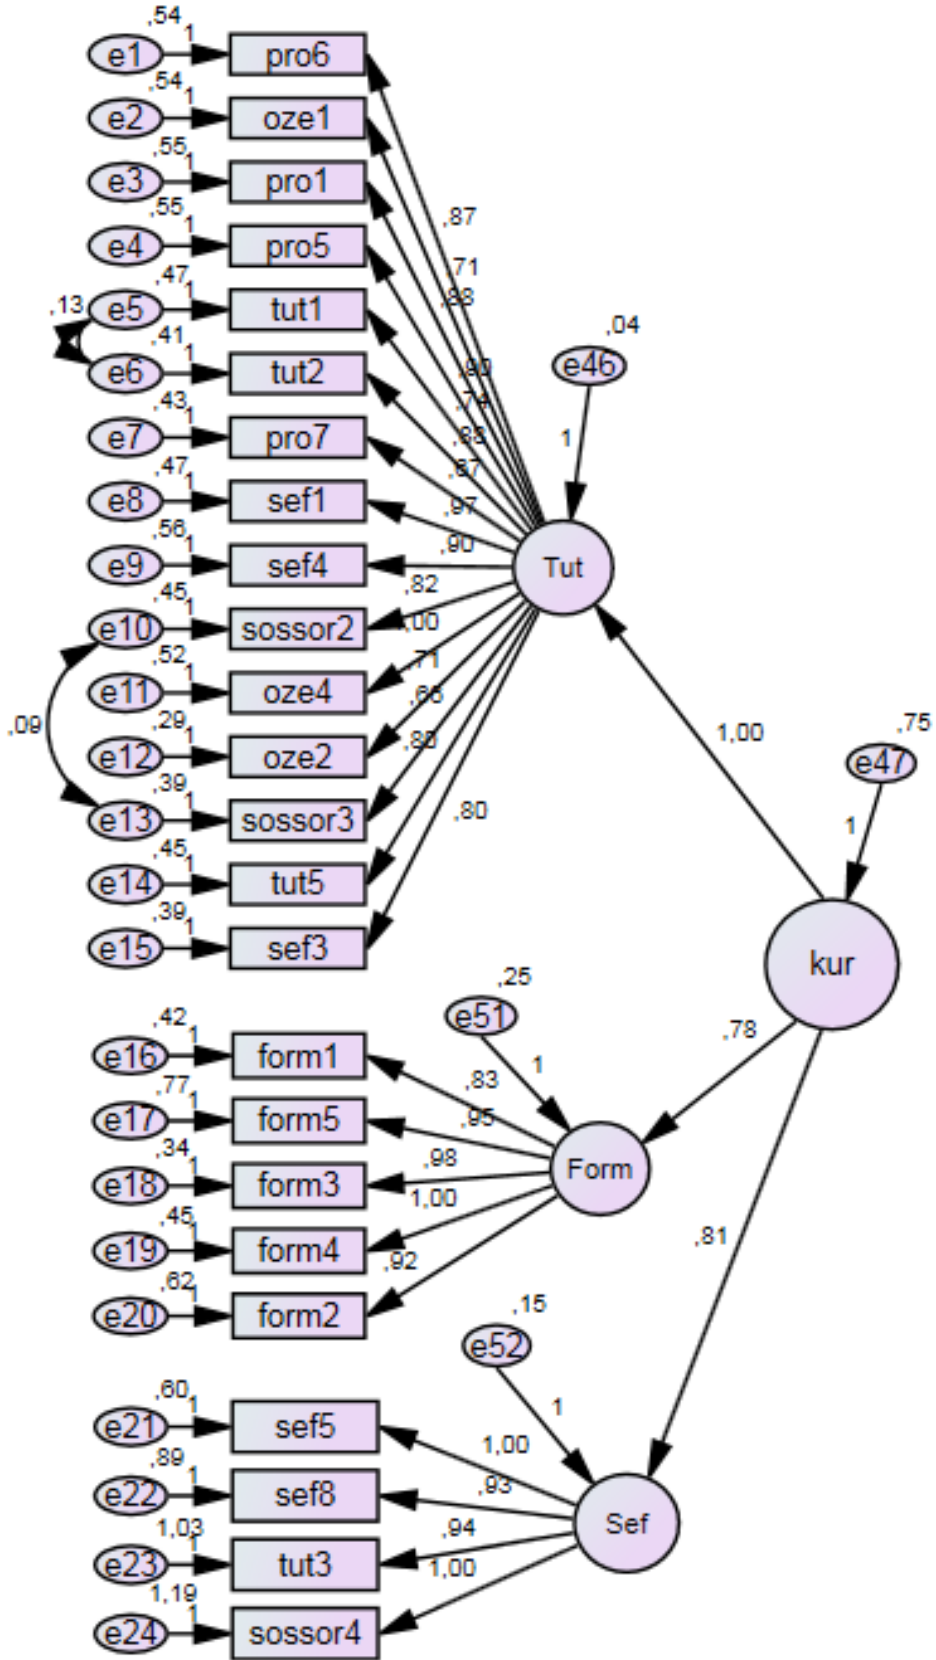 ,54
e1 1 pro6
,54
e2 1 oze1
,55
e3 1 pro1
,87
,55
e4 1 pro5
,71
,47
,88
,13 e5 1 tut1
,04
,41
e6 1 tut2
e46
,74
,43
e7 1 pro7
1
,67
,47
e8 1 sef1
,97
,56
,90
e9 1 sef4
Tut
,82
,45
e10 1 sossor2
,00
,71
,52
e11 1 oze4
,09
,29
e12 1 oze2
1,00
,75
e47
,39
e13 1 sossor3
,80
1
,45
e14 1 tut5
,39
e15 1 sef3
kur
,25
e51
,42
,78
e16 1 form1
1
,83
,77
e17 1 form5
,95
,34
,98
Form
e18 1 form3
1,00
,45
e19 1 form4
,81
,92
,62
e20 1 form2
,15
e52
,60
e21 1 sef5
1
1,00
,89
,93
e22 1 sef8
Sef
1,03
,94
e23 1 tut3
1,00
1,19
e24 1 sossor4